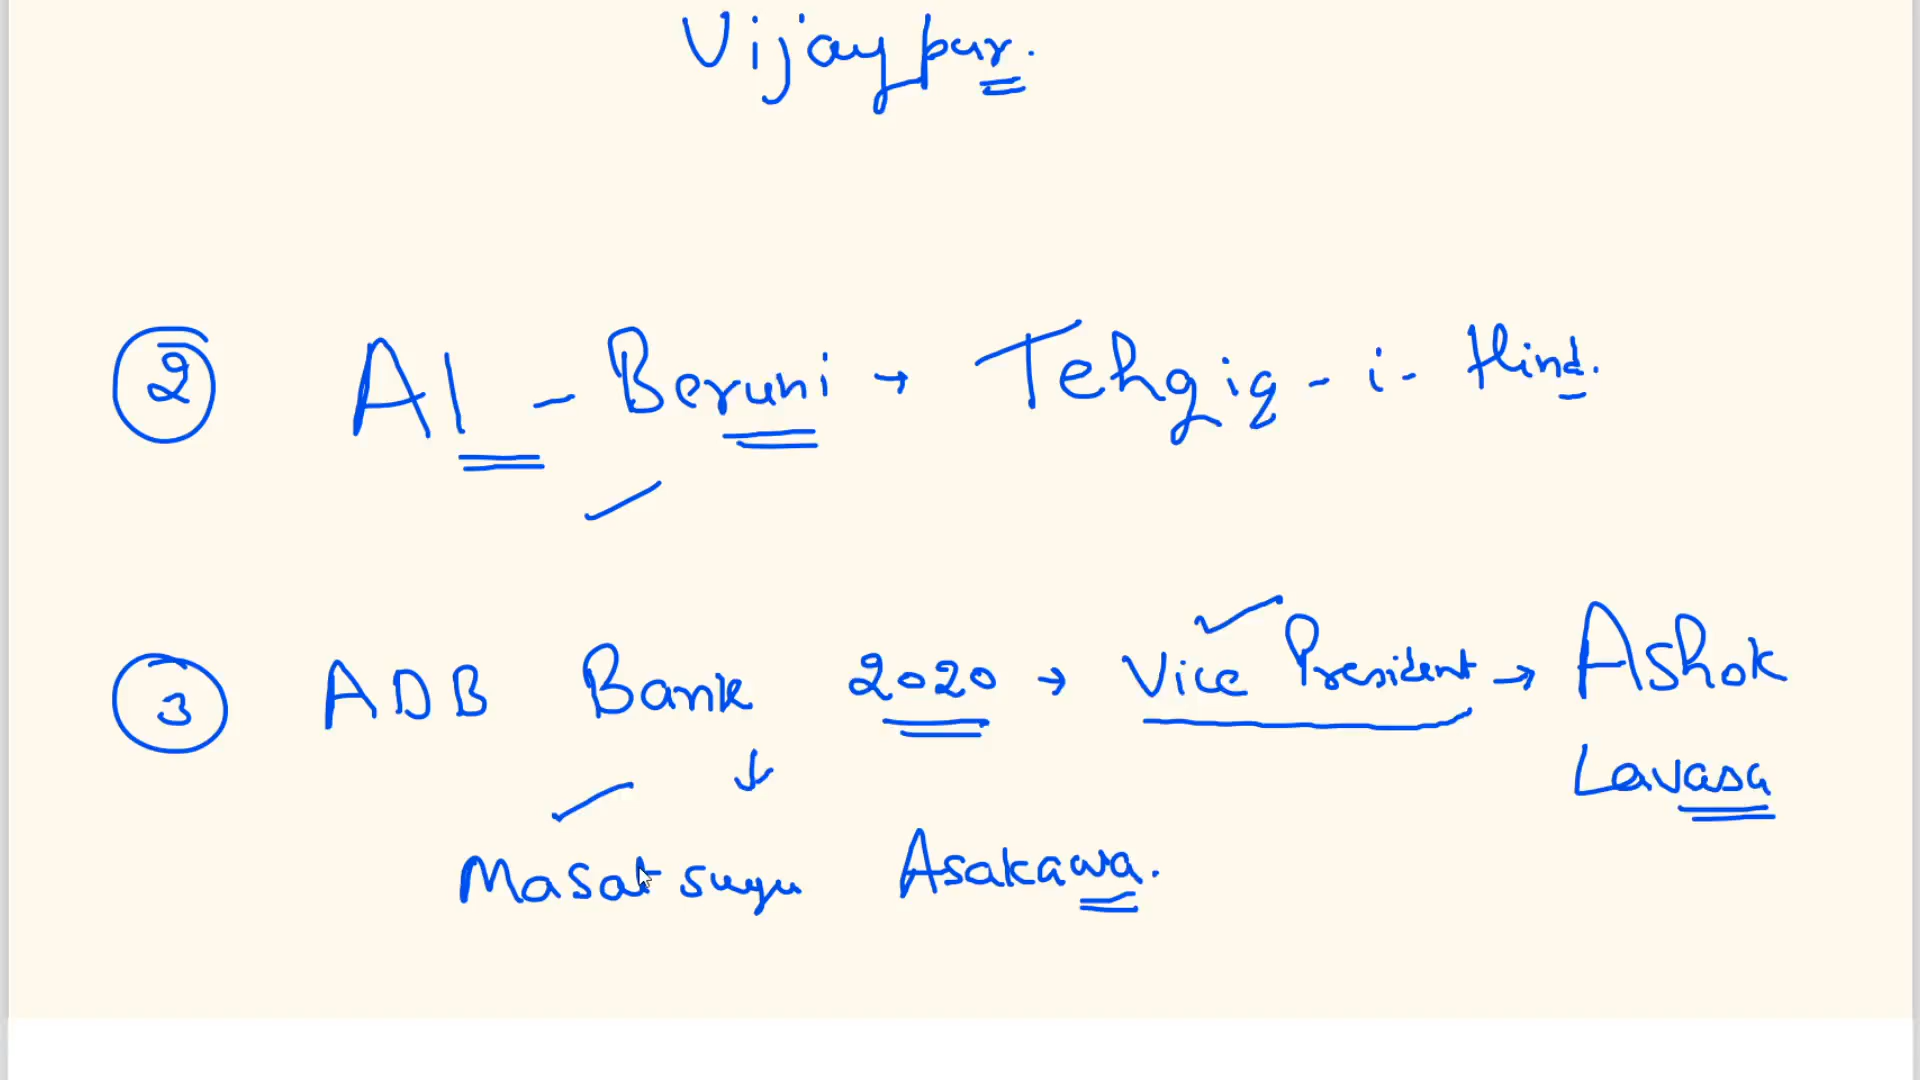 Vijaypur.
2 Al - Beruni → Tehqiq - i - Hind.
3 ADB Bank 2020 → Vice President → Ashok
Lavasa
↓
Masatsugu Asakawa.